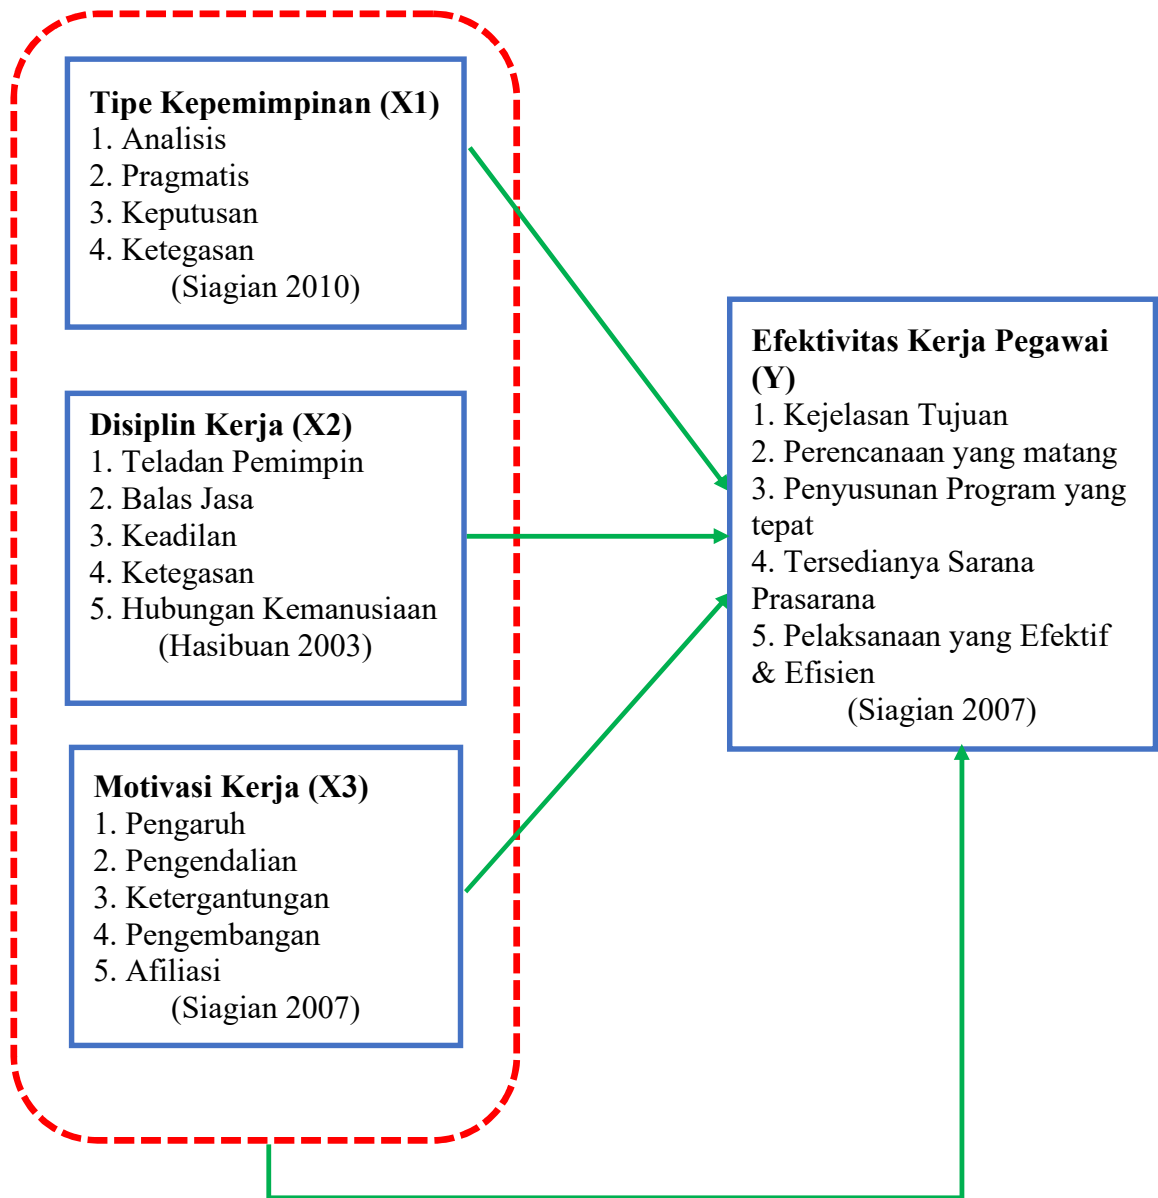 Tipe Kepemimpinan (X1)
1. Analisis
2. Pragmatis
3. Keputusan
4. Ketegasan
(Siagian 2010)
Disiplin Kerja (X2)
1. Teladan Pemimpin
2. Balas Jasa
3. Keadilan
4. Ketegasan
5. Hubungan Kemanusiaan
(Hasibuan 2003)
Motivasi Kerja (X3)
1. Pengaruh
2. Pengendalian
3. Ketergantungan
4. Pengembangan
5. Afiliasi
(Siagian 2007)
Efektivitas Kerja Pegawai
(Y)
1. Kejelasan Tujuan
2. Perencanaan yang matang
3. Penyusunan Program yang
tepat
4. Tersedianya Sarana
Prasarana
5. Pelaksanaan yang Efektif
& Efisien
(Siagian 2007)